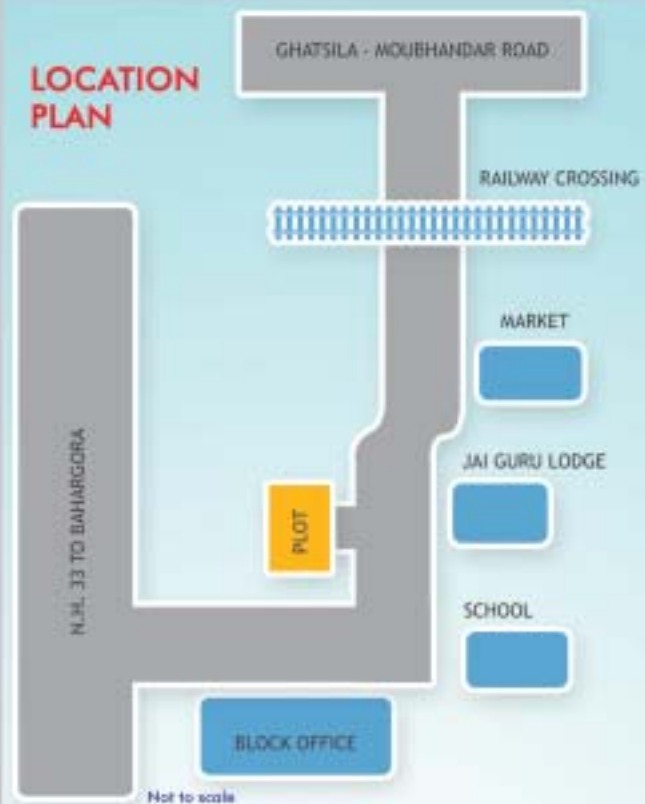 GHATSILA - MOUBHANDAR ROAD
LOCATION
PLAN
RAILWAY CROSSING
MARKET
JAI GURU LODGE
N.H. 33 TO BAHARGORA
PLOT
SCHOOL
BLOCK OFFICE
Not to scale